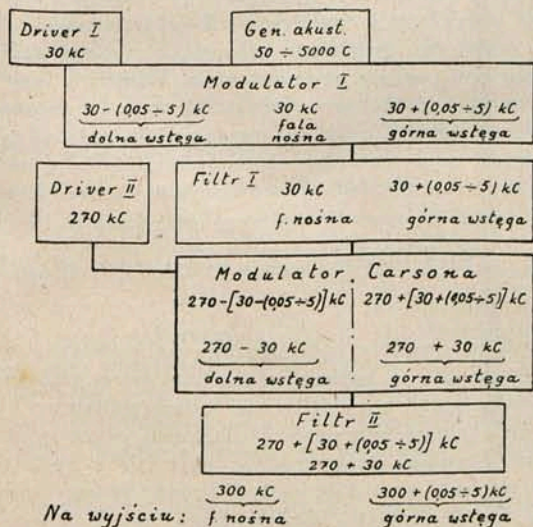 Driver I
30 kC
Gen. akust.
50 ÷ 5000 C
Modulator I
30-(0,05÷5) kC 30 kC 30+(0,05÷5) kC
dolna wstęga fala nośna górna wstęga
Driver II
270 kC
Filtr I
30 kC 30+(0,05÷5) kC
f. nośna górna wstęga
Modulator Carsona
270-[30-(0,05÷5)] kC 270+[30+(0,05÷5)] kC
270 - 30 kC 270 + 30 kC
dolna wstęga górna wstęga
Filtr II
270 + [30 + (0,05 ÷ 5)] kC
270 + 30 kC
300 kC 300+(0,05÷5) kC
Na wyjściu: f. nośna górna wstęga